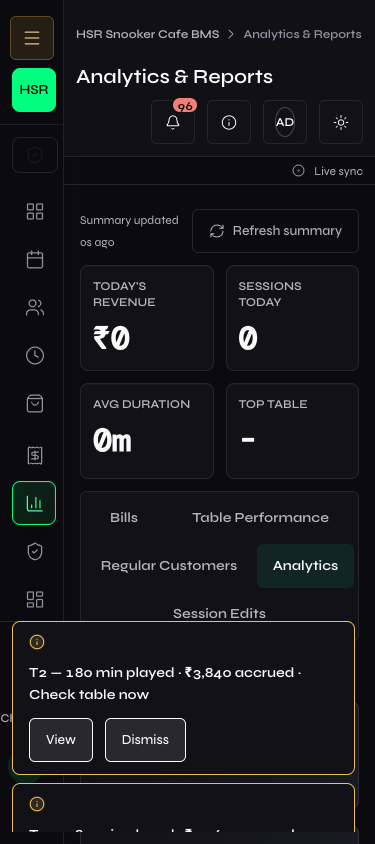 HSR Snooker Cafe BMS > Analytics & Reports
HSR
Analytics & Reports
96
AD
Live sync
Summary updated
0s ago
Refresh summary
TODAY'S
REVENUE
₹0
SESSIONS
TODAY
0
AVG DURATION
0m
TOP TABLE
-
Bills
Table Performance
Regular Customers
Analytics
Session Edits
T2 — 180 min played · ₹3,840 accrued ·
Check table now
View
Dismiss